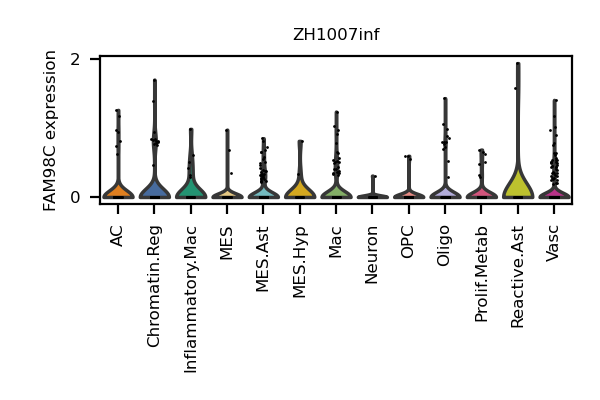 ZH1007inf
FAM98C expression
2
0
AC
Chromatin.Reg
Inflammatory.Mac
MES
MES.Ast
MES.Hyp
Mac
Neuron
OPC
Oligo
Prolif.Metab
Reactive.Ast
Vasc